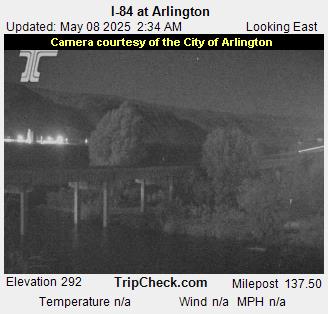 I-84 at Arlington
Updated: May 08 2025 2:34 AM Looking East
Camera courtesy of the City of Arlington
Elevation 292 TripCheck.com Milepost 137.50
Temperature n/a Wind n/a MPH n/a